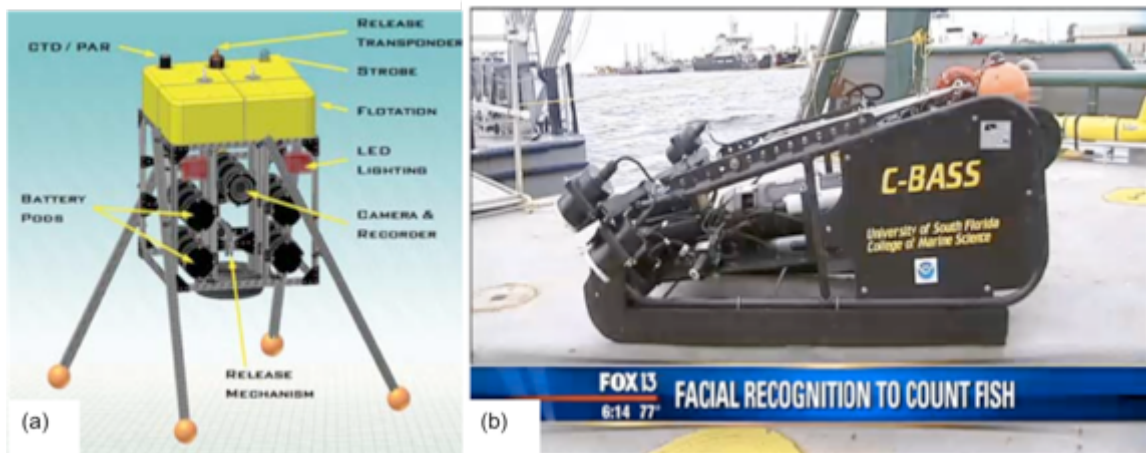 CTD / PAR
RELEASE
TRANSPONDER
STROBE
FLOTATION
LED
LIGHTING
BATTERY
PODS
CAMERA &
RECORDER
RELEASE
MECHANISM
(a)
C-BASS
University of South Florida
College of Marine Science
FOX 13
6:14 77°
FACIAL RECOGNITION TO COUNT FISH
(b)